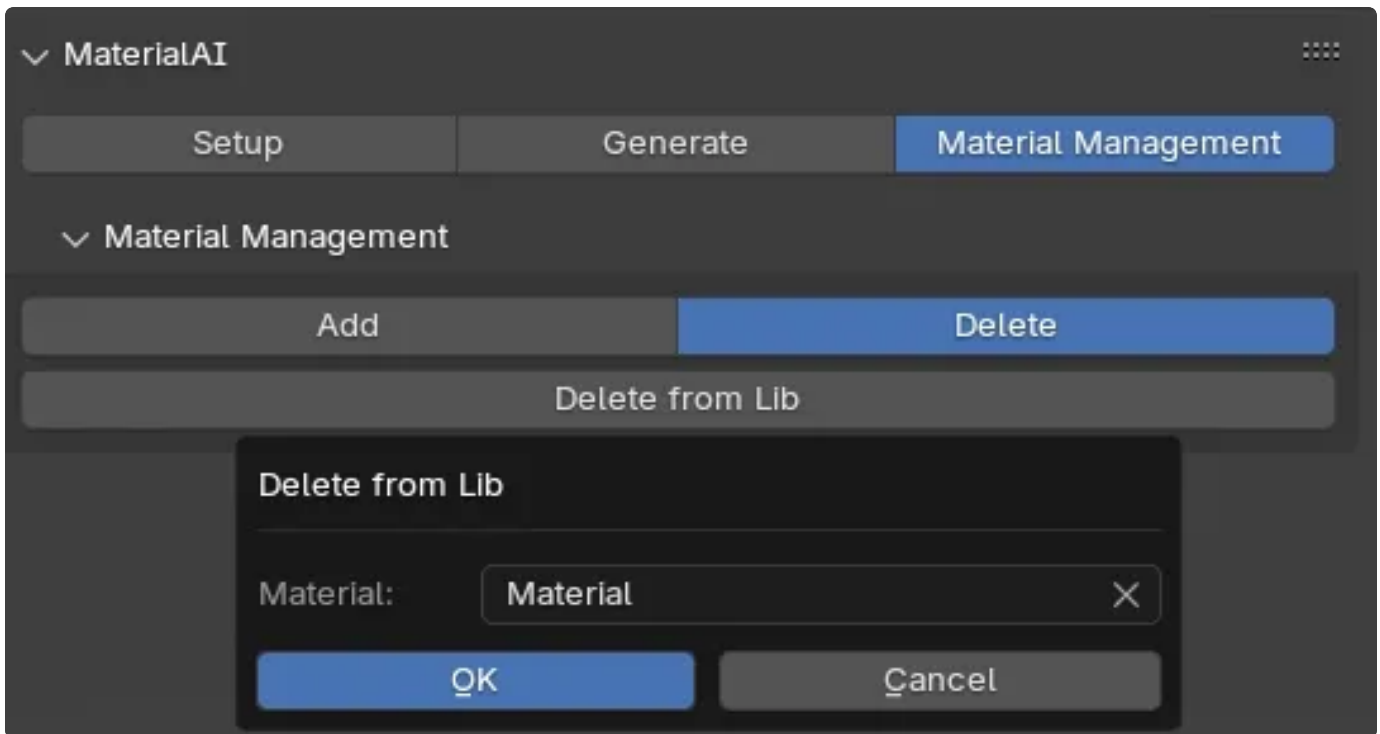 MaterialAI
Setup Generate Material Management
Material Management
Add Delete
Delete from Lib
Delete from Lib
Material: Material
OK Cancel